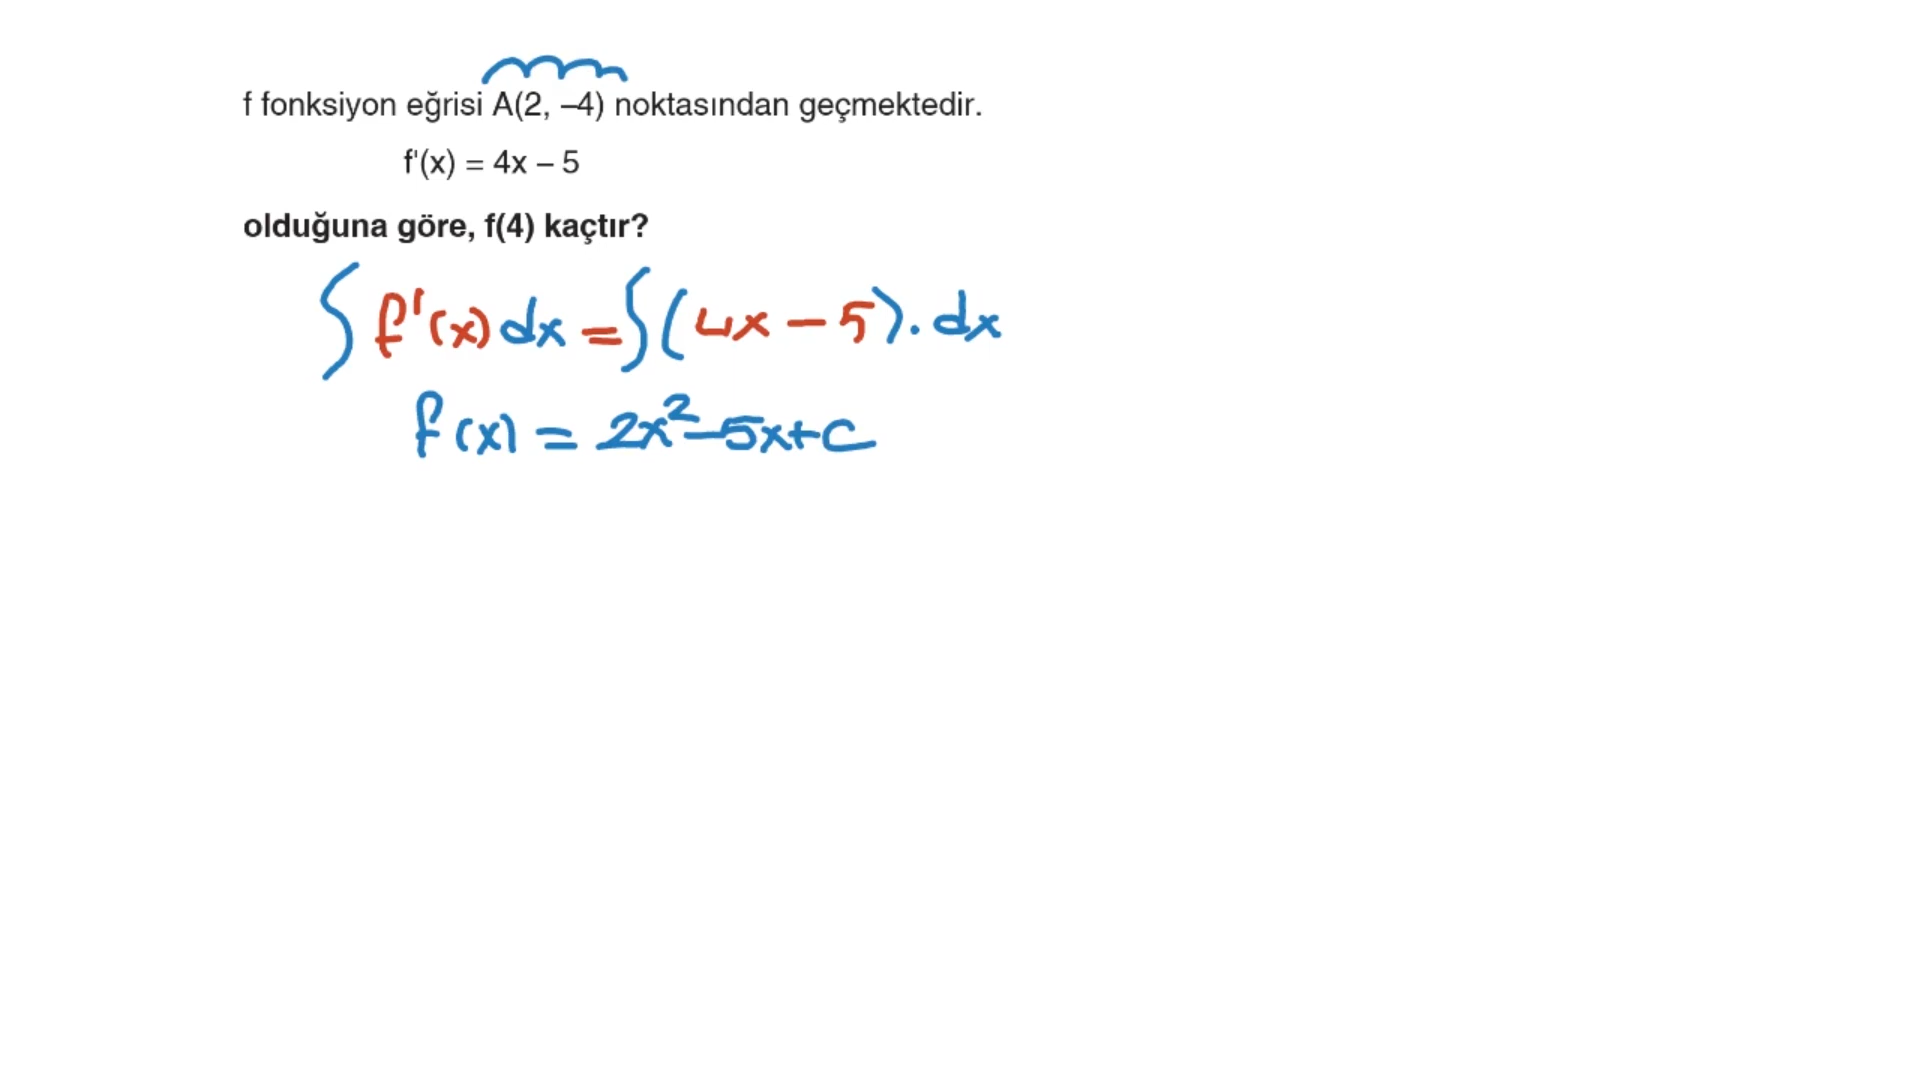 f fonksiyon eğrisi A(2, –4) noktasından geçmektedir.
f'(x) = 4x – 5
olduğuna göre, f(4) kaçtır?
∫ f'(x) dx = ∫ (4x – 5) . dx
f(x) = 2x² – 5x + c